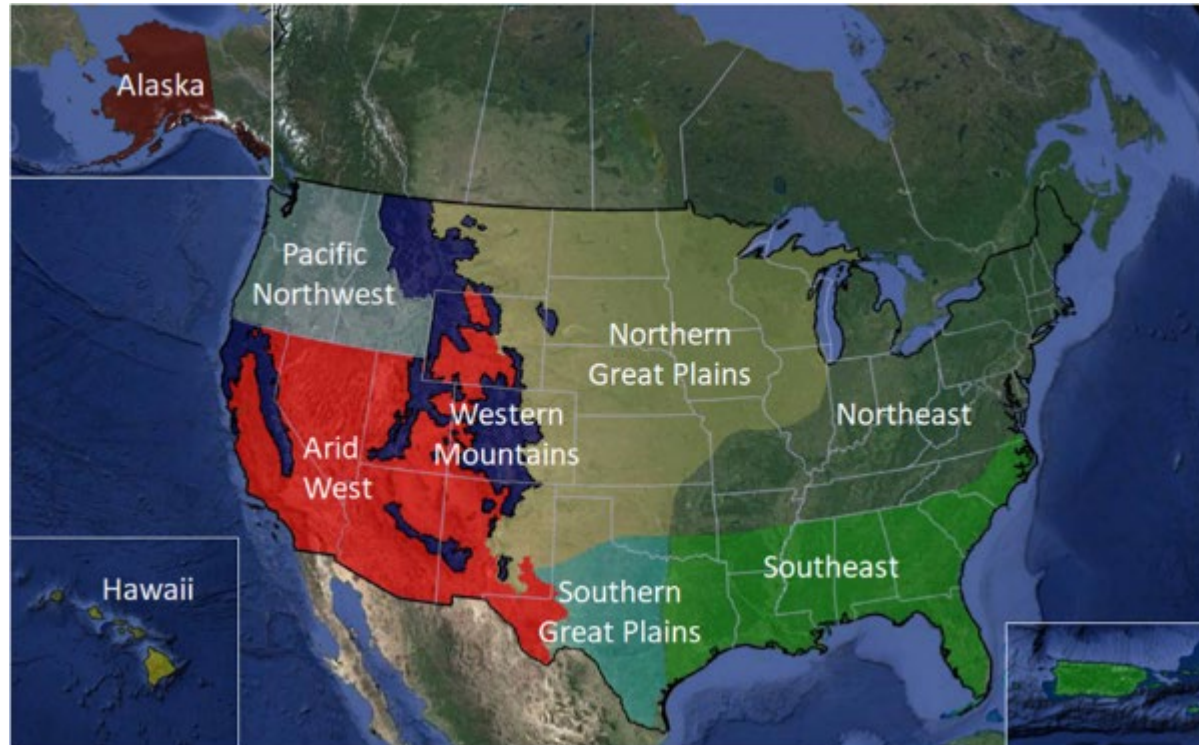 Alaska
Pacific
Northwest
Northern
Great Plains
Western
Mountains
Northeast
Arid
West
Southeast
Southern
Great Plains
Hawaii